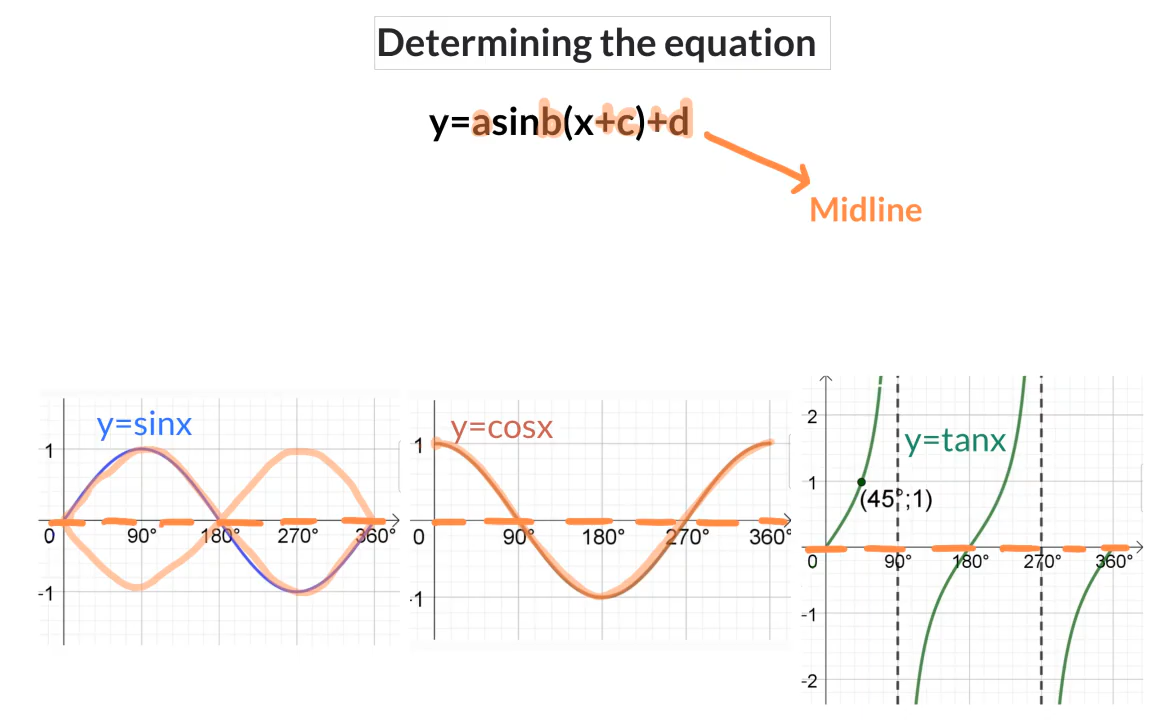 Determining the equation
y=asinb(x+c)+d
Midline
y=sinx
1
0 90° 180° 270° 360°
-1
y=cosx
1
0 90° 180° 270° 360°
-1
2
y=tanx
1
(45°;1)
0 90° 180° 270° 360°
-1
-2